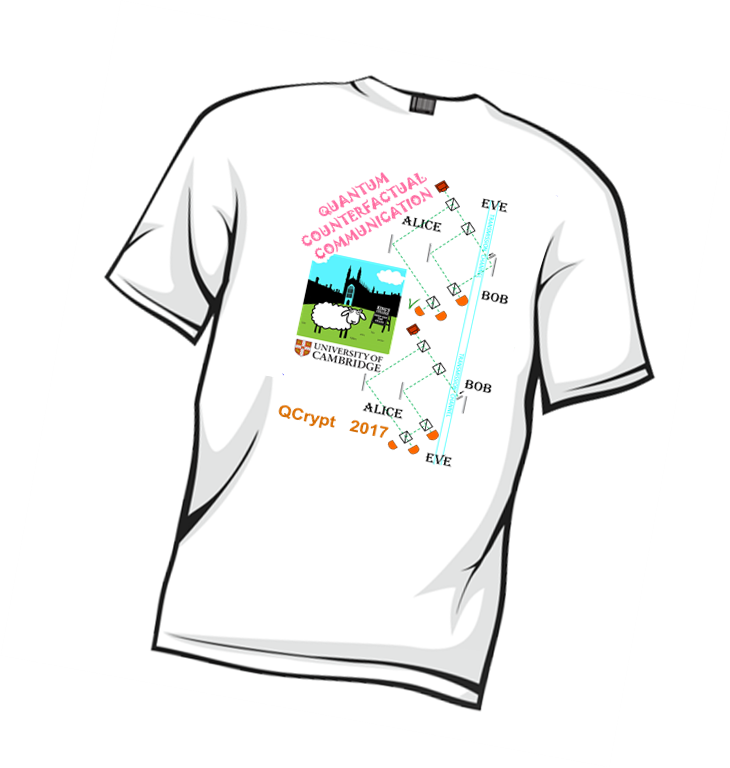 QUANTUM
COUNTERFACTUAL
COMMUNICATION
EVE
ALICE
BOB
UNIVERSITY OF
CAMBRIDGE
BOB
ALICE
QCrypt 2017
EVE